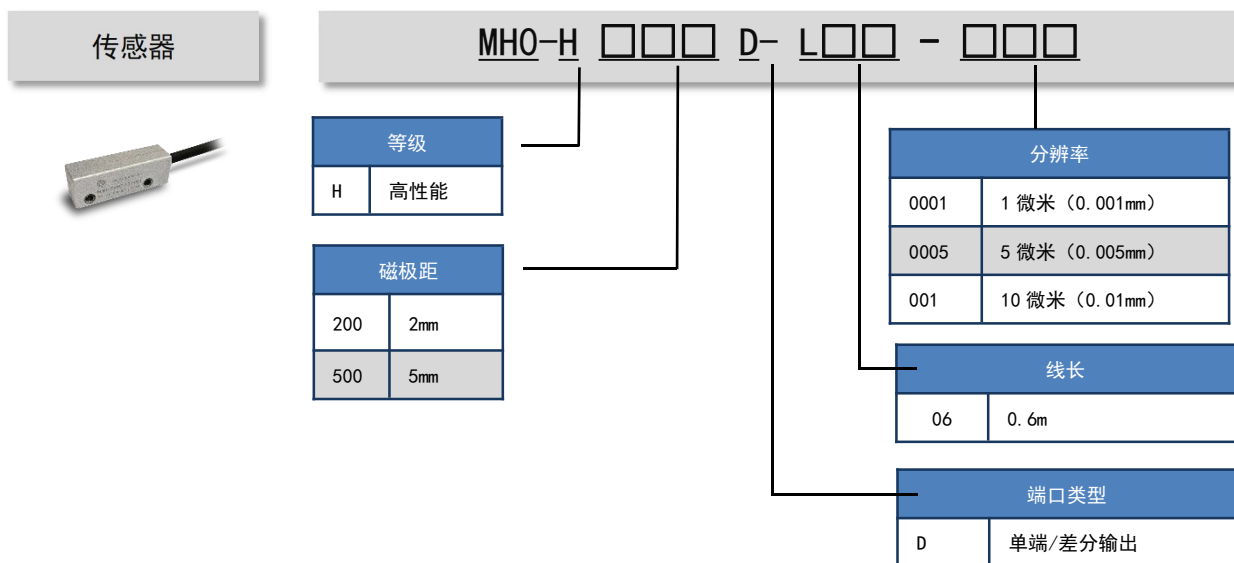 传感器
MHO-H □□□ D- L□□ - □□□
等级
H 高性能
磁极距
200 2mm
500 5mm
分辨率
0001 1 微米（0.001mm）
0005 5 微米（0.005mm）
001 10 微米（0.01mm）
线长
06 0.6m
端口类型
D 单端/差分输出